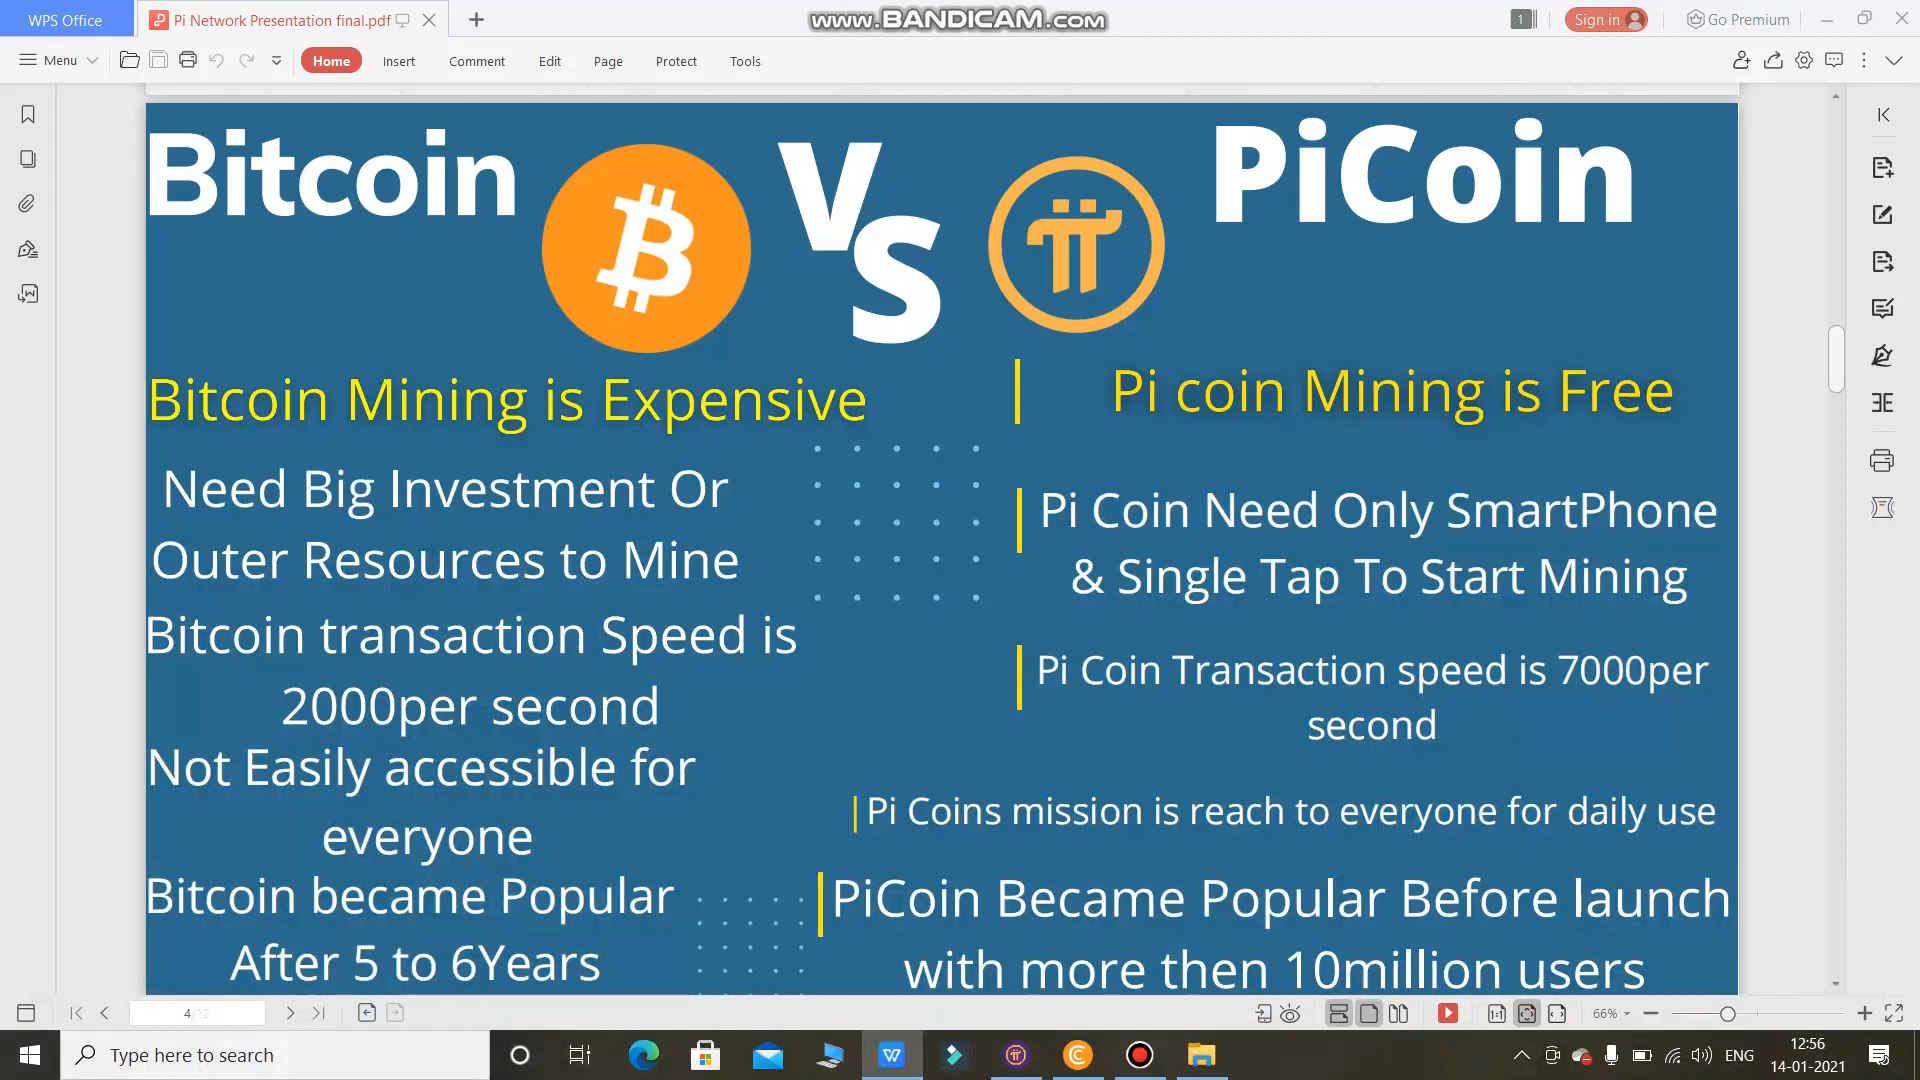 WPS Office
Pi Network Presentation final.pdf
www.BANDICAM.com
1
Sign in
Go Premium
Menu
Home
Insert
Comment
Edit
Page
Protect
Tools
Bitcoin
VS
PiCoin
Bitcoin Mining is Expensive
Need Big Investment Or
Outer Resources to Mine
Bitcoin transaction Speed is
2000per second
Not Easily accessible for
everyone
Bitcoin became Popular
After 5 to 6Years
Pi coin Mining is Free
Pi Coin Need Only SmartPhone
& Single Tap To Start Mining
Pi Coin Transaction speed is 7000per
second
Pi Coins mission is reach to everyone for daily use
PiCoin Became Popular Before launch
with more then 10million users
4/12
66%
Type here to search
ENG
12:56
14-01-2021